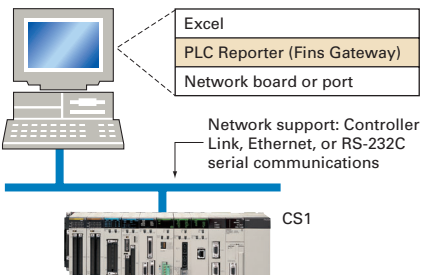 Excel
PLC Reporter (Fins Gateway)
Network board or port
Network support: Controller
Link, Ethernet, or RS-232C
serial communications
CS1